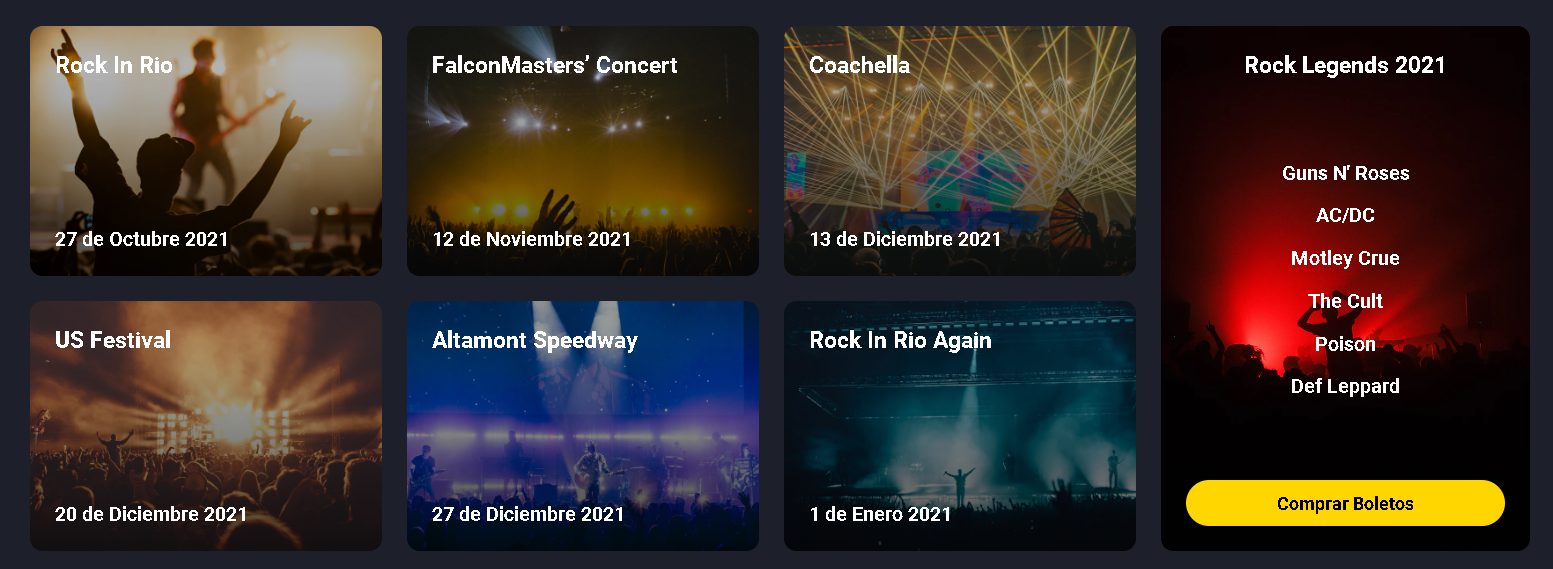 Rock In Rio
27 de Octubre 2021
FalconMasters’ Concert
12 de Noviembre 2021
Coachella
13 de Diciembre 2021
US Festival
20 de Diciembre 2021
Altamont Speedway
27 de Diciembre 2021
Rock In Rio Again
1 de Enero 2021
Rock Legends 2021
Guns N' Roses
AC/DC
Motley Crue
The Cult
Poison
Def Leppard
Comprar Boletos